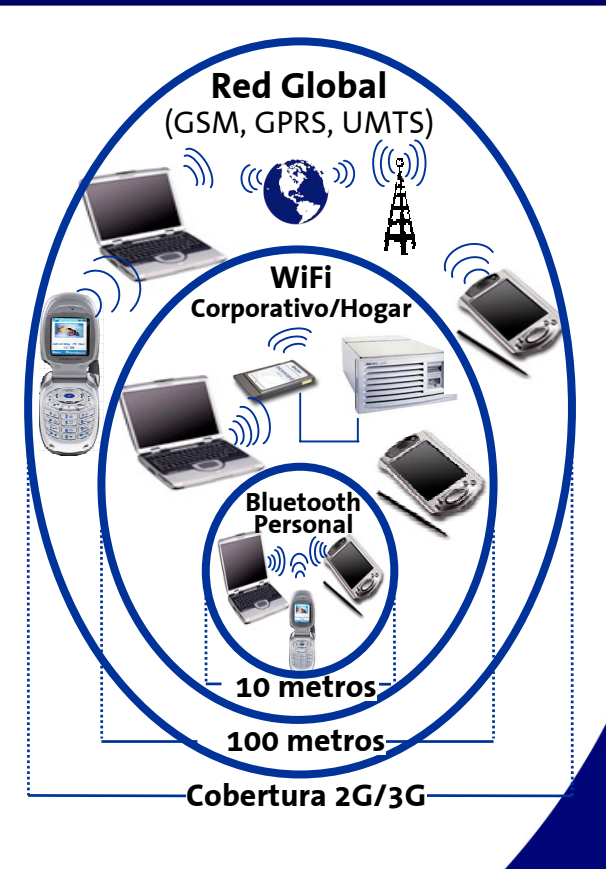 Red Global
(GSM, GPRS, UMTS)
WiFi
Corporativo/Hogar
Bluetooth
Personal
10 metros
100 metros
Cobertura 2G/3G